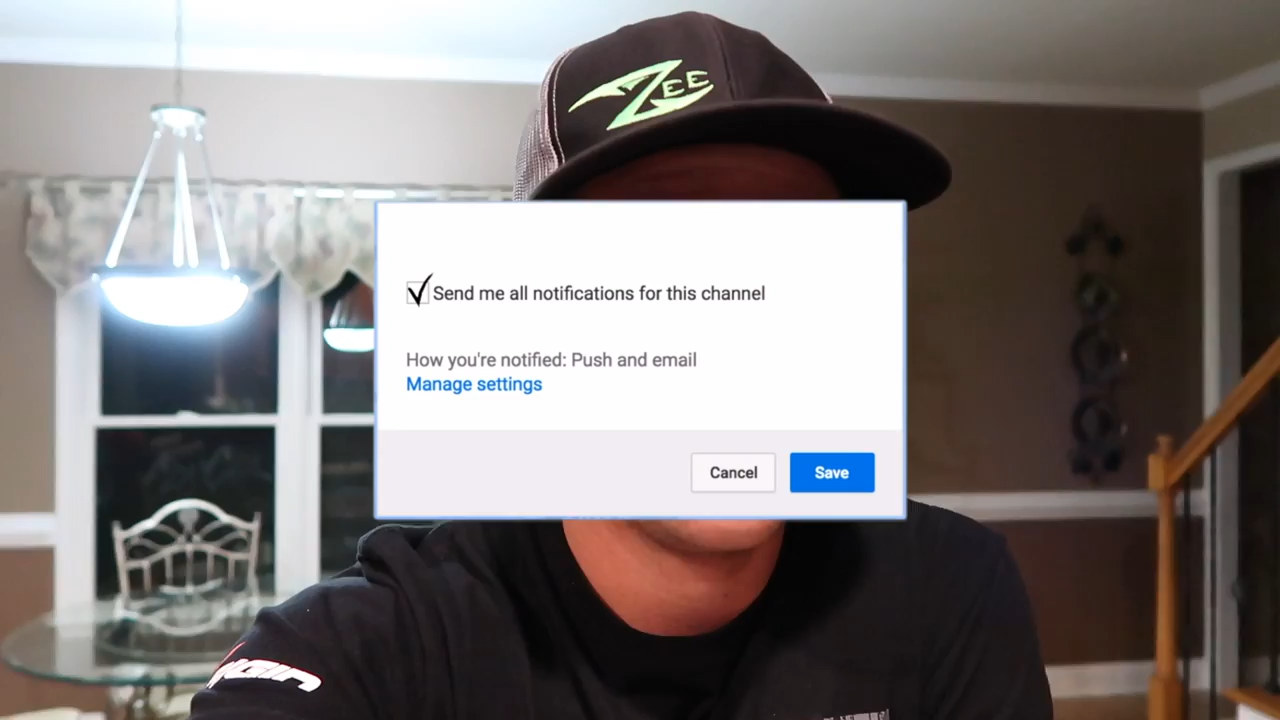 ZEE
Send me all notifications for this channel
How you're notified: Push and email
Manage settings
Cancel
Save